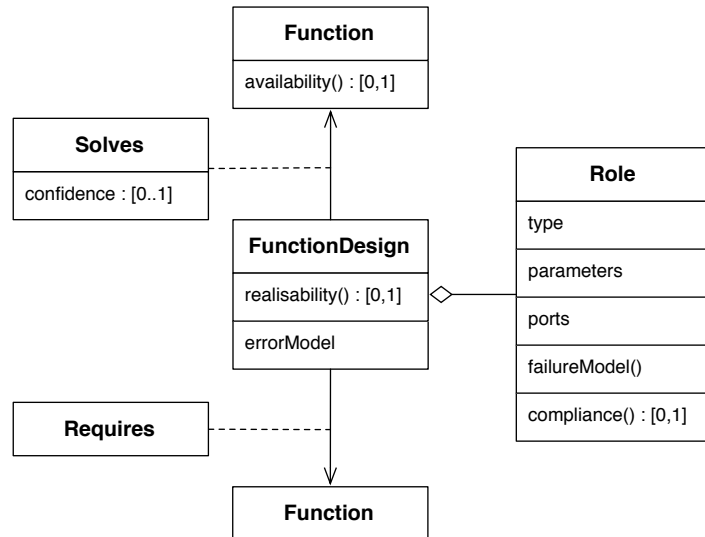 Function
availability() : [0,1]
Solves
confidence : [0..1]
Role
type
parameters
ports
failureModel()
compliance() : [0,1]
FunctionDesign
realisability() : [0,1]
errorModel
Requires
Function